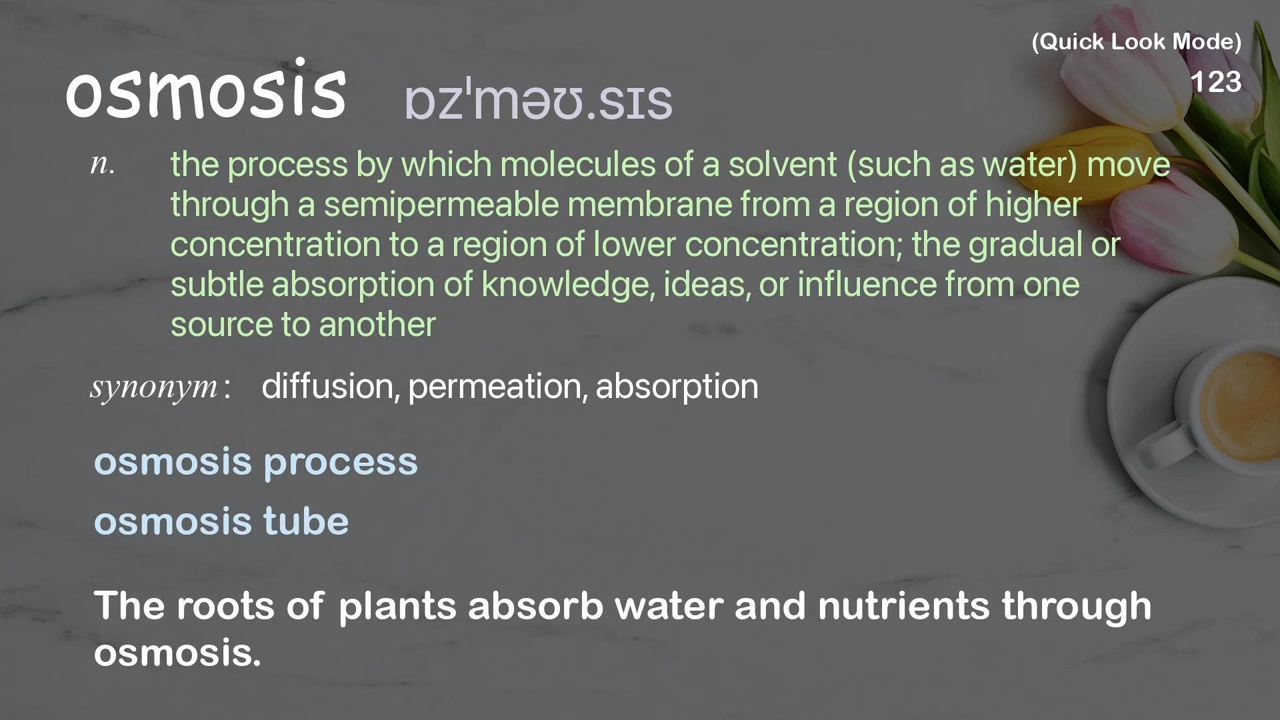 (Quick Look Mode)
123
osmosis ɒzˈməʊ.sɪs
n. the process by which molecules of a solvent (such as water) move
through a semipermeable membrane from a region of higher
concentration to a region of lower concentration; the gradual or
subtle absorption of knowledge, ideas, or influence from one
source to another
synonym: diffusion, permeation, absorption
osmosis process
osmosis tube
The roots of plants absorb water and nutrients through
osmosis.